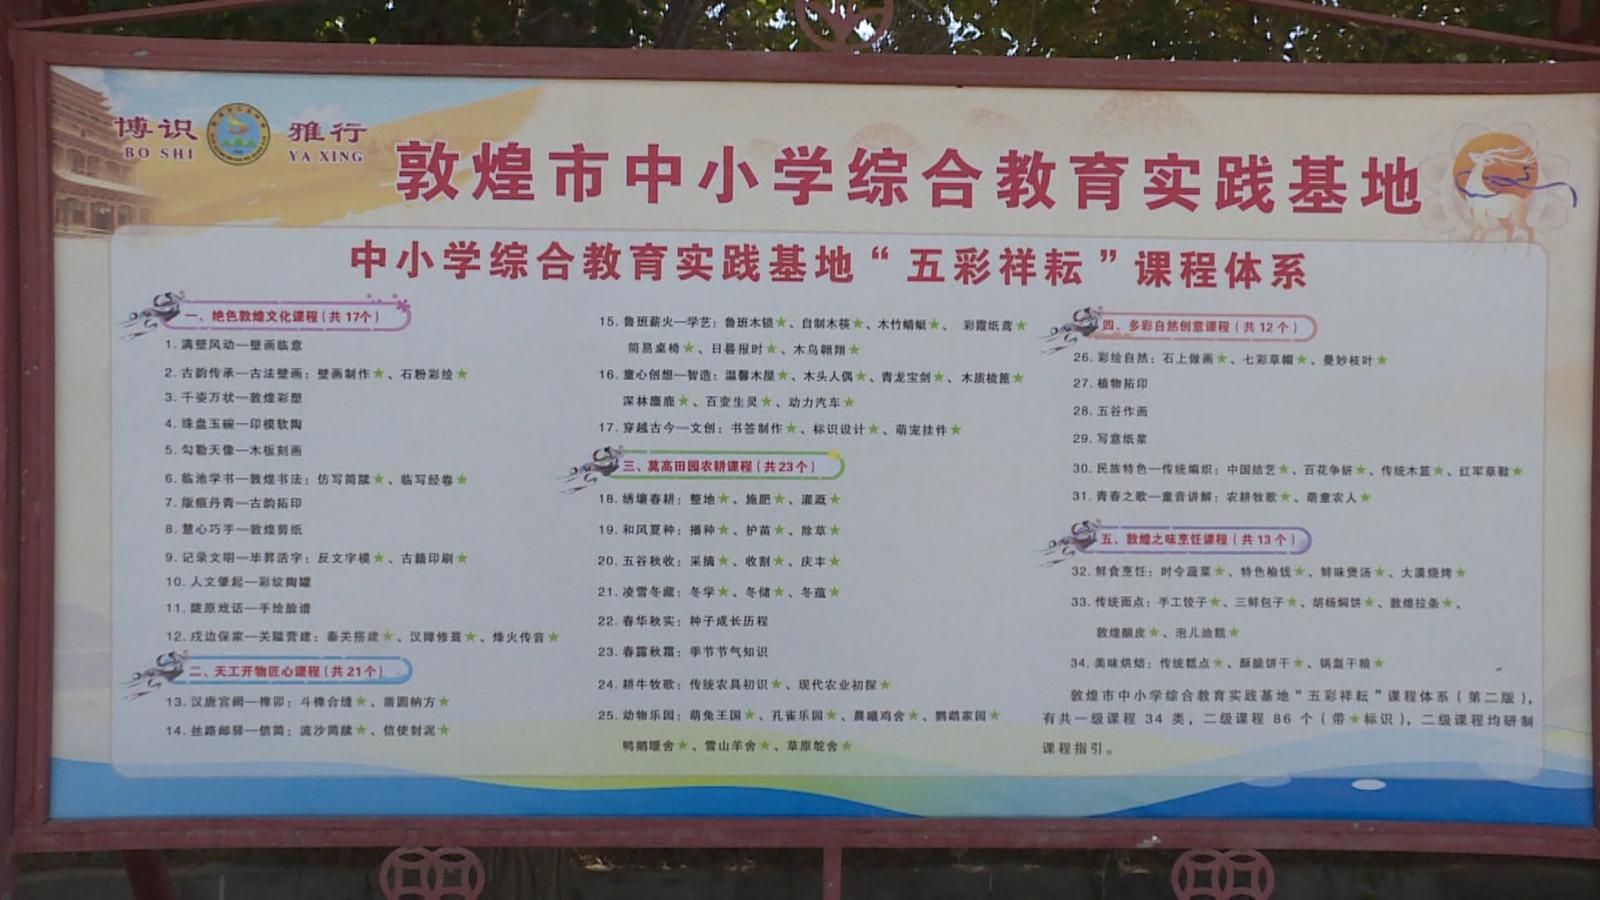 博识
BO SHI
雅行
YA XING
敦煌市中小学综合教育实践基地
中小学综合教育实践基地“五彩祥耘”课程体系
一、绝色敦煌文化课程（共17个）
1. 满壁风动—壁画临意
2. 古韵传承—古法壁画：壁画制作★、石粉彩绘★
3. 千姿万状—敦煌彩塑
4. 珠盘玉碗—印模软陶
5. 勾勒天像—木板刻画
6. 临池学书—敦煌书法：仿写简牍★、临写经卷★
7. 版痕丹青—古韵拓印
8. 慧心巧手—敦煌剪纸
9. 记录文明—毕昇活字：反文字模★、古籍印刷★
10. 人文肇起—彩纹陶罐
11. 陇原戏话—手绘脸谱
12. 戍边保家—关隘营建：秦关搭建★、汉障修葺★、烽火传音★
二、天工开物匠心课程（共21个）
13. 汉唐宫阙—榫卯：斗榫合缝★、凿圆枘方★
14. 丝路邮驿—信简：流沙简牍★、信使封泥★
15. 鲁班薪火—学艺：鲁班木锁★、自制木筷★、木竹蜻蜓★、 彩霞纸鸢★
简易桌椅★、日晷报时★、木鸟翱翔★
16. 童心创想—智造：温馨木屋★、木头人偶★、青龙宝剑★、木质梳篦★
深林麋鹿★、百变生灵★、动力汽车★
17. 穿越古今—文创：书签制作★、标识设计★、萌宠挂件★
三、莫高田园农耕课程（共23个）
18. 绣壤春耕：整地★、施肥★、灌溉★
19. 和风夏种：播种★、护苗★、除草★
20. 五谷秋收：采摘★、收割★、庆丰★
21. 凌雪冬藏：冬学★、冬储★、冬蕴★
22. 春华秋实：种子成长历程
23. 春露秋霜：季节节气知识
24. 耕牛牧歌：传统农具初识★、现代农业初探★
25. 动物乐园：萌兔王国★、孔雀乐园★、晨曦鸡舍★、鹦鹉家园★
鸭鹅暖舍★、雪山羊舍★、草原鸵舍★
四、多彩自然创意课程（共12个）
26. 彩绘自然：石上做画★、七彩草帽★、曼妙枝叶★
27. 植物拓印
28. 五谷作画
29. 写意纸浆
30. 民族特色—传统编织：中国结艺★、百花争妍★、传统木篮★、红军草鞋★
31. 青春之歌—童音讲解：农耕牧歌★、萌童农人★
五、敦煌之味烹饪课程（共13个）
32. 鲜食烹饪：时令蔬菜★、特色榆钱★、鲜味煲汤★、大漠烧烤★
33. 传统面点：手工饺子★、三鲜包子★、胡杨焖饼★、敦煌拉条★、
敦煌酿皮★、泡儿油糕★
34. 美味烘焙：传统糕点★、酥脆饼干★、锅盔干粮★
敦煌市中小学综合教育实践基地“五彩祥耘”课程体系（第二版），
有共一级课程 34 类，二级课程 86 个（带★标识），二级课程均研制
课程指引。